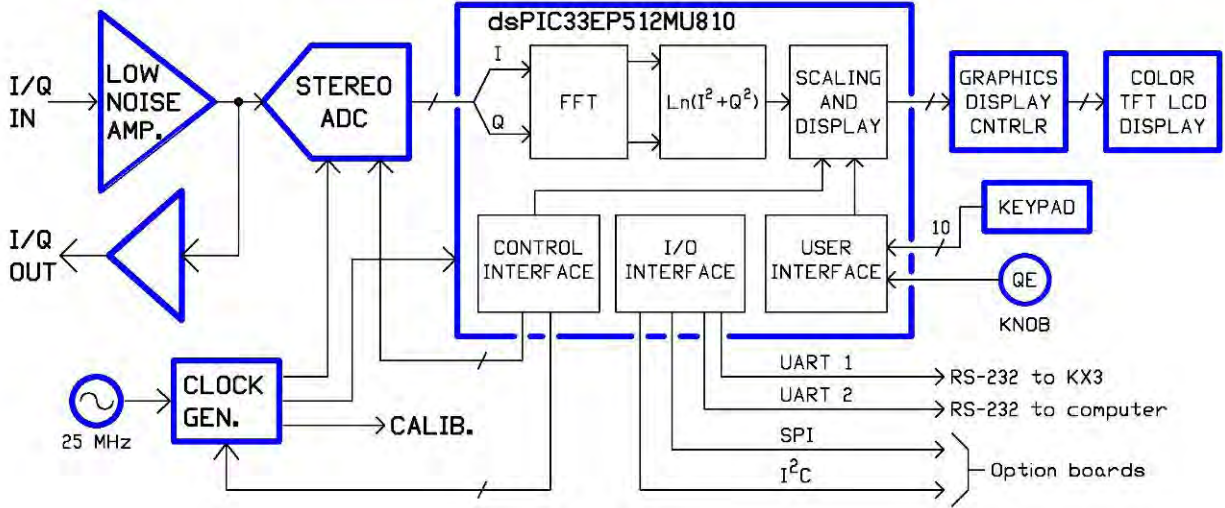 dsPIC33EP512MU810
I/Q
IN
LOW
NOISE
AMP.
STEREO
ADC
I
Q
FFT
Ln(I²+Q²)
SCALING
AND
DISPLAY
GRAPHICS
DISPLAY
CNTRLR
COLOR
TFT LCD
DISPLAY
I/Q
OUT
CONTROL
INTERFACE
I/O
INTERFACE
USER
INTERFACE
10
KEYPAD
QE
KNOB
25 MHz
CLOCK
GEN.
CALIB.
UART 1
RS-232 to KX3
UART 2
RS-232 to computer
SPI
I²C
Option boards